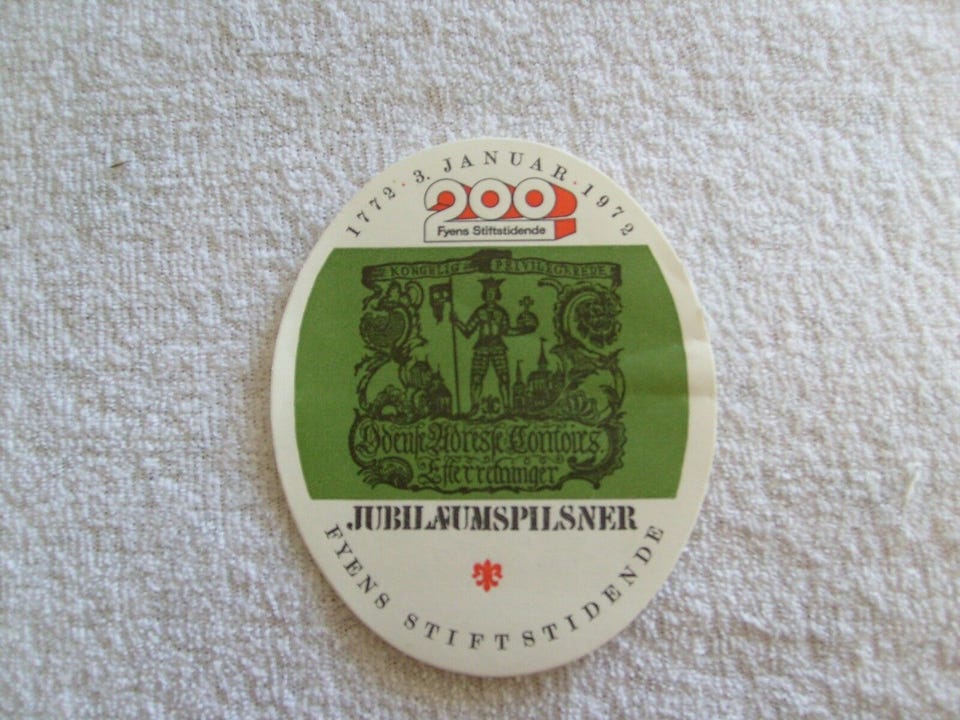 1772 · 3. JANUAR · 1972
200
Fyens Stiftstidende
KONGELIG PRIVILEGEREDE
Odense Adresse Contoirs
Efterretninger
JUBILÆUMSPILSNER
FYENS STIFTSTIDENDE